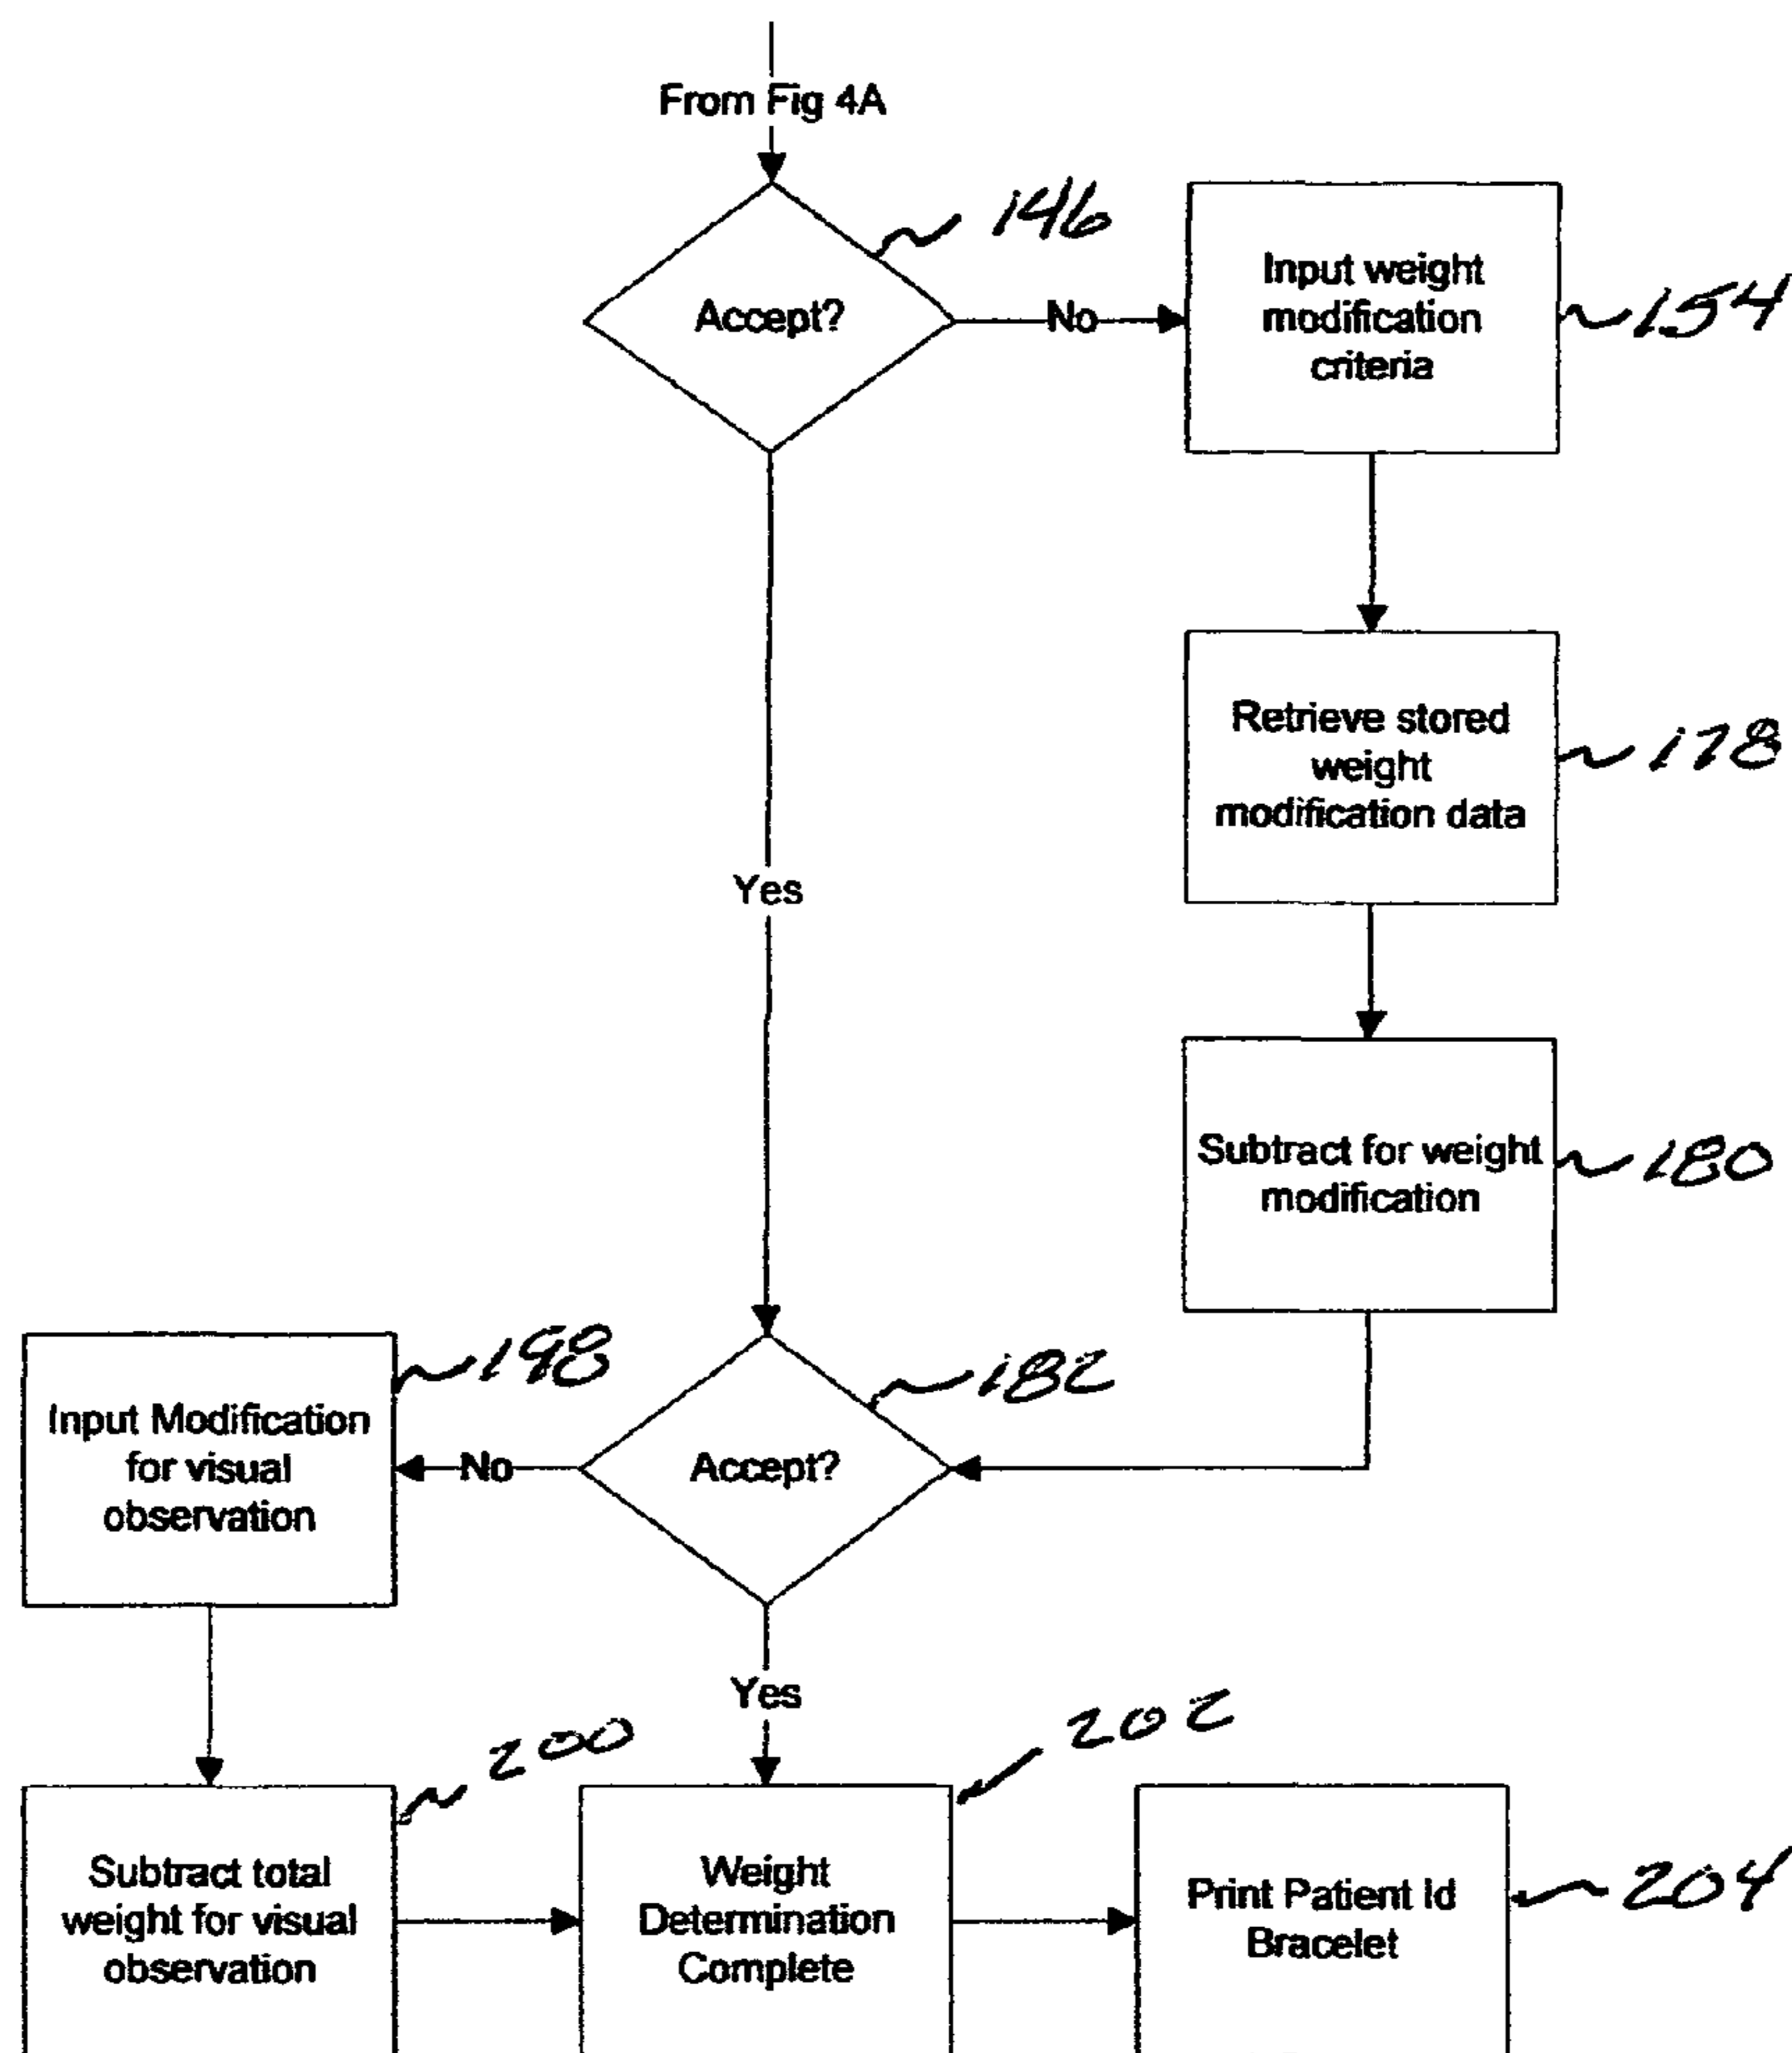 From Fig 4A
146
Accept?
No
Input weight
modification
criteria
154
Retrieve stored
weight
modification data
178
Yes
Subtract for weight
modification
180
Input Modification
for visual
observation
198
No
Accept?
182
Yes
Subtract total
weight for visual
observation
200
Weight
Determination
Complete
202
Print Patient Id
Bracelet
204